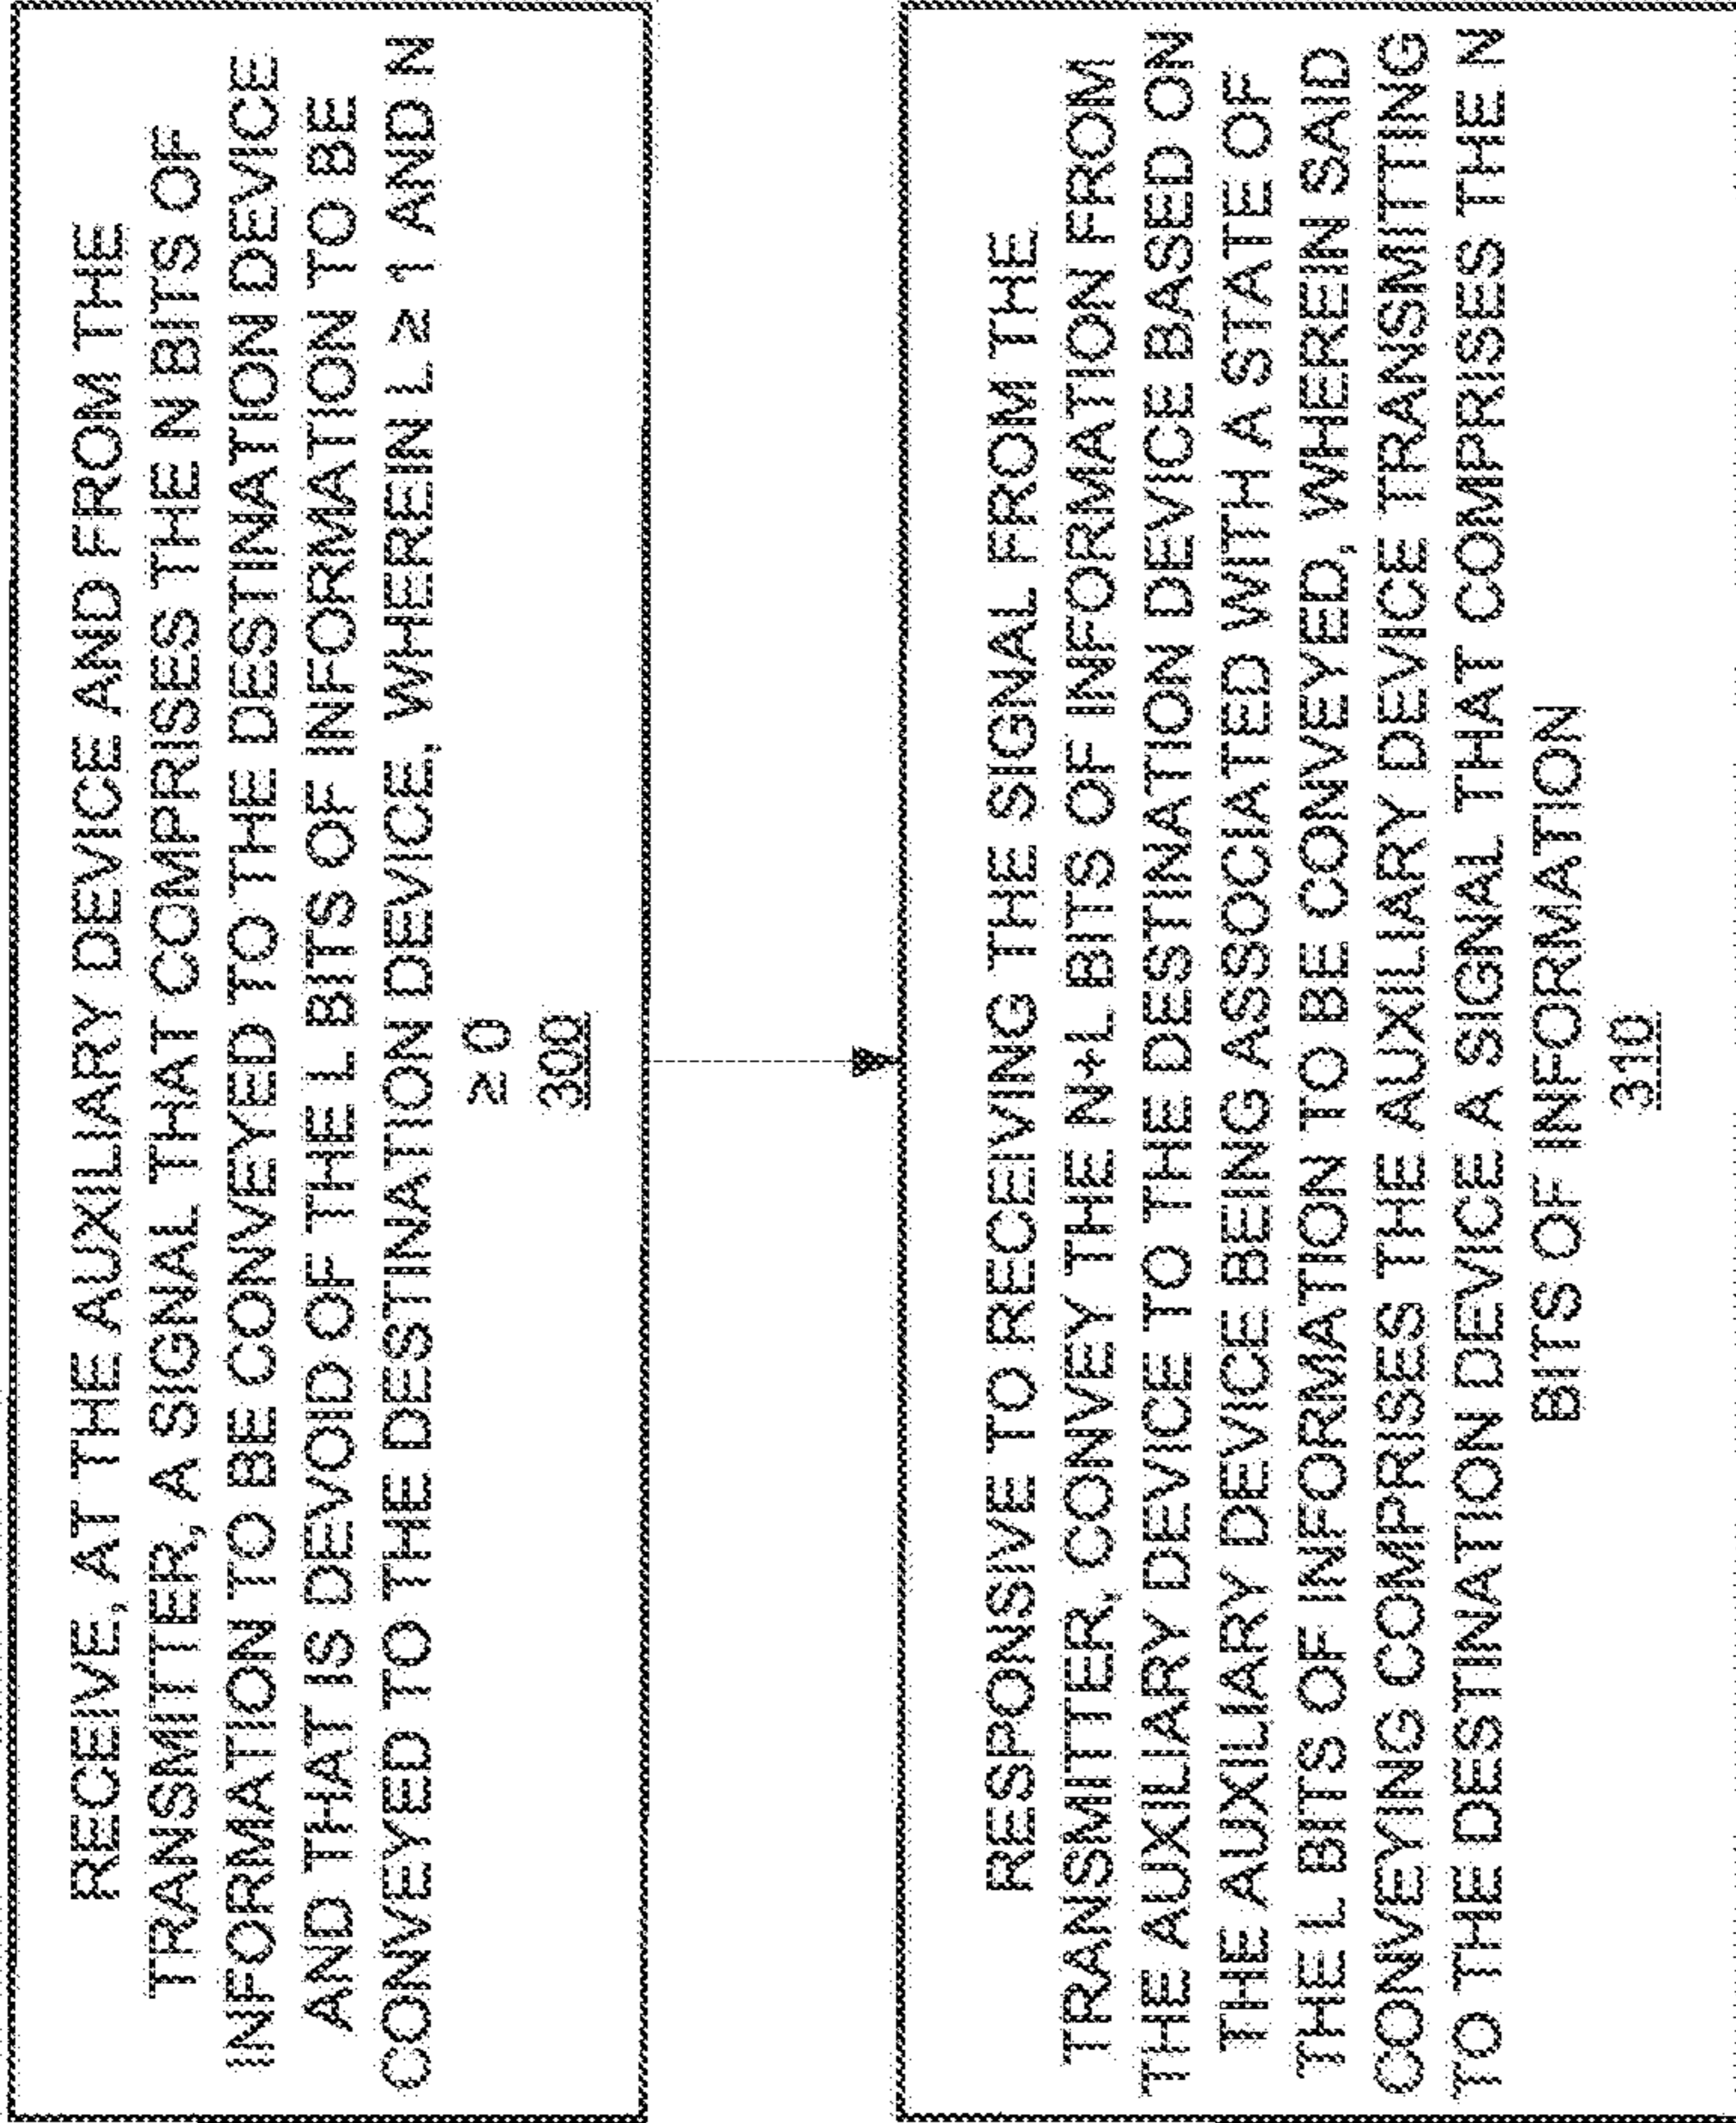 RECEIVE, AT THE AUXILIARY DEVICE AND FROM THE
TRANSMITTER, A SIGNAL THAT COMPRISES THE N BITS OF
INFORMATION TO BE CONVEYED TO THE DESTINATION DEVICE
AND THAT IS DEVOID OF THE L BITS OF INFORMATION TO BE
CONVEYED TO THE DESTINATION DEVICE, WHEREIN L ≥ 1 AND N
≥ 0
300
RESPONSIVE TO RECEIVING THE SIGNAL FROM THE
TRANSMITTER, CONVEY THE N+L BITS OF INFORMATION FROM
THE AUXILIARY DEVICE TO THE DESTINATION DEVICE BASED ON
THE AUXILIARY DEVICE BEING ASSOCIATED WITH A STATE OF
THE L BITS OF INFORMATION TO BE CONVEYED, WHEREIN SAID
CONVEYING COMPRISES THE AUXILIARY DEVICE TRANSMITTING
TO THE DESTINATION DEVICE A SIGNAL THAT COMPRISES THE N
BITS OF INFORMATION
310